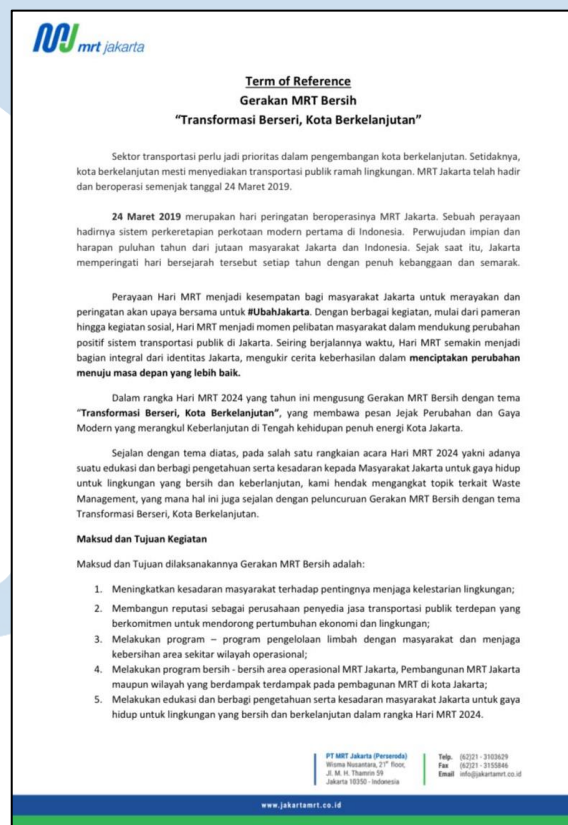 mrt jakarta
Term of Reference
Gerakan MRT Bersih
“Transformasi Berseri, Kota Berkelanjutan”
Sektor transportasi perlu jadi prioritas dalam pengembangan kota berkelanjutan. Setidaknya,
kota berkelanjutan mesti menyediakan transportasi publik ramah lingkungan. MRT Jakarta telah hadir
dan beroperasi semenjak tanggal 24 Maret 2019.
24 Maret 2019 merupakan hari peringatan beroperasinya MRT Jakarta. Sebuah perayaan
hadirnya sistem perkeretapian perkotaan modern pertama di Indonesia. Perwujudan impian dan
harapan puluhan tahun dari jutaan masyarakat Jakarta dan Indonesia. Sejak saat itu, Jakarta
memperingati hari bersejarah tersebut setiap tahun dengan penuh kebanggaan dan semarak.
Perayaan Hari MRT menjadi kesempatan bagi masyarakat Jakarta untuk merayakan dan
peringatan akan upaya bersama untuk #UbahJakarta. Dengan berbagai kegiatan, mulai dari pameran
hingga kegiatan sosial, Hari MRT menjadi momen pelibatan masyarakat dalam mendukung perubahan
positif sistem transportasi publik di Jakarta. Seiring berjalannya waktu, Hari MRT semakin menjadi
bagian integral dari identitas Jakarta, mengukir cerita keberhasilan dalam menciptakan perubahan
menuju masa depan yang lebih baik.
Dalam rangka Hari MRT 2024 yang tahun ini mengusung Gerakan MRT Bersih dengan tema
“Transformasi Berseri, Kota Berkelanjutan”, yang membawa pesan Jejak Perubahan dan Gaya
Modern yang merangkul Keberlanjutan di Tengah kehidupan penuh energi Kota Jakarta.
Sejalan dengan tema diatas, pada salah satu rangkaian acara Hari MRT 2024 yakni adanya
suatu edukasi dan berbagi pengetahuan serta kesadaran kepada Masyarakat Jakarta untuk gaya hidup
untuk lingkungan yang bersih dan keberlanjutan, kami hendak mengangkat topik terkait Waste
Management, yang mana hal ini juga sejalan dengan peluncuruan Gerakan MRT Bersih dengan tema
Transformasi Berseri, Kota Berkelanjutan.
Maksud dan Tujuan Kegiatan
Maksud dan Tujuan dilaksanakannya Gerakan MRT Bersih adalah:
1. Meningkatkan kesadaran masyarakat terhadap pentingnya menjaga kelestarian lingkungan;
2. Membangun reputasi sebagai perusahaan penyedia jasa transportasi publik terdepan yang
berkomitmen untuk mendorong pertumbuhan ekonomi dan lingkungan;
3. Melakukan program – program pengelolaan limbah dengan masyarakat dan menjaga
kebersihan area sekitar wilayah operasional;
4. Melakukan program bersih - bersih area operasional MRT Jakarta, Pembangunan MRT Jakarta
maupun wilayah yang berdampak terdampak pada pembagunan MRT di kota Jakarta;
5. Melakukan edukasi dan berbagi pengetahuan serta kesadaran masyarakat Jakarta untuk gaya
hidup untuk lingkungan yang bersih dan berkelanjutan dalam rangka Hari MRT 2024.
PT MRT Jakarta (Perseroda)
Wisma Nusantara, 21st floor,
Jl. M. H. Thamrin 59
Jakarta 10350 - Indonesia
Telp. (62)21 - 3103629
Fax (62)21 - 3155846
Email info@jakartamrt.co.id
www.jakartamrt.co.id